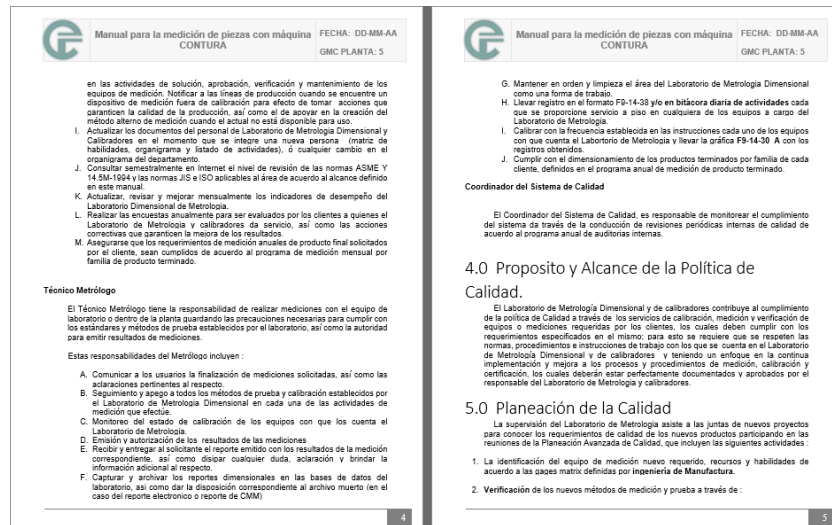 Manual para la medición de piezas con máquina
CONTURA
FECHA: DD-MM-AA
GMC PLANTA: 5
en las actividades de solución, aprobación, verificación y mantenimiento de los
equipos de medición. Notificar a las líneas de producción cuando se encuentre un
dispositivo de medición fuera de calibración para efecto de tomar acciones que
garanticen la calidad de la producción, así como el de apoyar en la creación del
método alterno de medición cuando el actual no está disponible para uso.
I. Actualizar los documentos del personal de Laboratorio de Metrologia Dimensional y
Calibradores en el momento que se integre una nueva persona (matriz de
habilidades, organigrama y listado de actividades), ó cualquier cambio en el
organigrama del departamento.
J. Consultar semestralmente en Internet el nivel de revisión de las normas ASME Y
14.5M-1994 y las normas JIS e ISO aplicables al área de acuerdo al alcance definido
en este manual.
K. Actualizar, revisar y mejorar mensualmente los indicadores de desempeño del
Laboratorio Dimensional de Metrologia.
L. Realizar las encuestas anualmente para ser evaluados por los clientes a quienes el
Laboratorio de Metrologia y calibradores da servicio, así como las acciones
correctivas que garanticen la mejora de los resultados.
M. Asegurarse que los requerimientos de medición anuales de producto final solicitados
por el cliente, sean cumplidos de acuerdo al programa de medición mensual por
familia de producto terminado.
Técnico Metrólogo
El Técnico Metrólogo tiene la responsabilidad de realizar mediciones con el equipo de
laboratorio o dentro de la planta guardando las precauciones necesarias para cumplir con
los estándares y métodos de prueba establecidos por el laboratorio, así como la autoridad
para emitir resultados de mediciones.
Estas responsabilidades del Metrólogo incluyen :
A. Comunicar a los usuarios la finalización de mediciones solicitadas, así como las
aclaraciones pertinentes al respecto.
B. Seguimiento y apego a todos los métodos de prueba y calibración establecidos por
el Laboratorio de Metrologia Dimensional en cada una de las actividades de
medición que efectúe.
C. Monitoreo del estado de calibración de los equipos con que los cuenta el
Laboratorio de Metrologia.
D. Emisión y autorización de los resultados de las mediciones
E. Recibir y entregar al solicitante el reporte emitido con los resultados de la medición
correspondiente, así como disipar cualquier duda, aclaración y brindar la
información adicional al respecto.
F. Capturar y archivar los reportes dimensionales en las bases de datos del
laboratorio, asi como dar la disposición correspondiente al archivo muerto (en el
caso del reporte electronico o reporte de CMM)
4
Manual para la medición de piezas con máquina
CONTURA
FECHA: DD-MM-AA
GMC PLANTA: 5
G. Mantener en orden y limpieza el área del Laboratorio de Metrologia Dimensional
como una forma de trabajo.
H. Llevar registro en el formato F9-14-38 y/o en bitácora diaria de actividades cada
que se proporcione servicio a piso en cualquiera de los equipos a cargo del
Laboratorio de Metrologia.
I. Calibrar con la frecuencia establecida en las instrucciones cada uno de los equipos
con que cuenta el Labortorio de Metrologia y llevar la gráfica F9-14-30 A con los
registros obtenidos.
J. Cumplir con el dimensionamiento de los productos terminados por familia de cada
cliente, definidos en el programa anual de medición de producto terminado.
Coordinador del Sistema de Calidad
El Coordinador del Sistema de Calidad, es responsable de monitorear el cumplimiento
del sistema da través de la conducción de revisiones periódicas internas de calidad de
acuerdo al programa anual de auditorias internas.
4.0 Proposito y Alcance de la Política de
Calidad.
El Laboratorio de Metrología Dimensional y de calibradores contribuye al cumplimiento
de la política de Calidad a través de los servicios de calibración, medición y verificación de
equipos o mediciones requeridas por los clientes, los cuales deben cumplir con los
requerimientos especificados en el mismo; para esto se requiere que se respeten las
normas, procedimientos e instrucciones de trabajo con los que se cuenta en el Laboratorio
de Metrología Dimensional y de calibradores y teniendo un enfoque en la continua
implementación y mejora a los procesos y procedimientos de medición, calibración y
certificación, los cuales deberán estar perfectamente documentados y aprobados por el
responsable del Laboratorio de Metrologia y calibradores.
5.0 Planeación de la Calidad
La supervisión del Laboratorio de Metrologia asiste a las juntas de nuevos proyectos
para conocer los requerimientos de calidad de los nuevos productos participando en las
reuniones de la Planeación Avanzada de Calidad, que incluyen las siguientes actividades :
1. La identificación del equipo de medición nuevo requerido, recursos y habilidades de
acuerdo a las gages matrix definidas por ingeniería de Manufactura.
2. Verificación de los nuevos métodos de medición y prueba a través de :
5